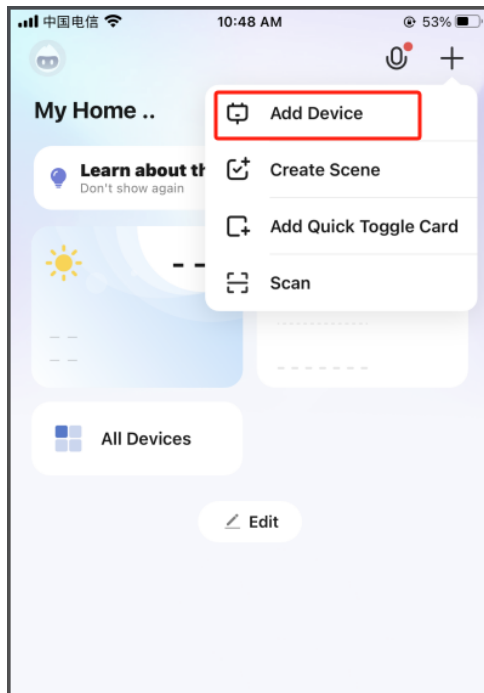 中国电信 10:48 AM 53%
My Home ..
Add Device
Learn about th
Don't show again
Create Scene
Add Quick Toggle Card
Scan
All Devices
Edit